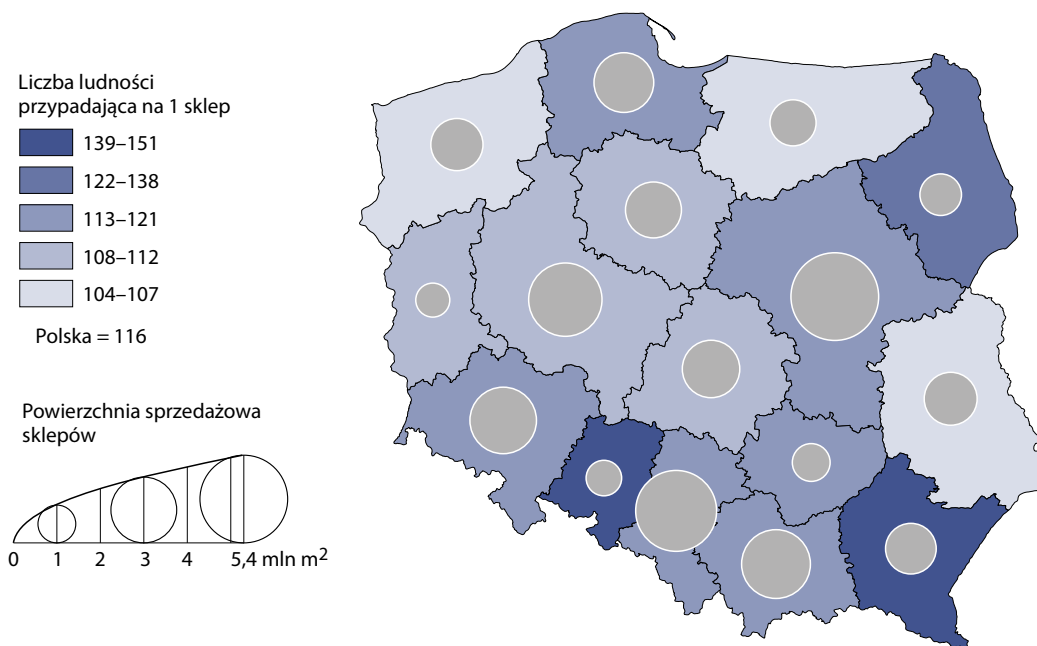 Liczba ludności
przypadająca na 1 sklep
139–151
122–138
113–121
108–112
104–107
Polska = 116
Powierzchnia sprzedażowa
sklepów
0 1 2 3 4 5,4 mln m²